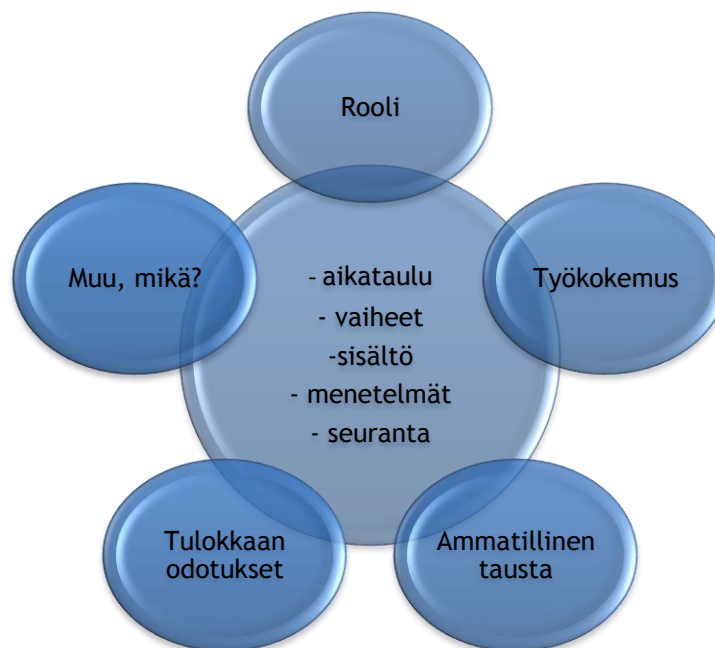 Rooli
Muu, mikä?
- aikataulu
- vaiheet
-sisältö
- menetelmät
- seuranta
Työkokemus
Tulokkaan
odotukset
Ammatillinen
tausta